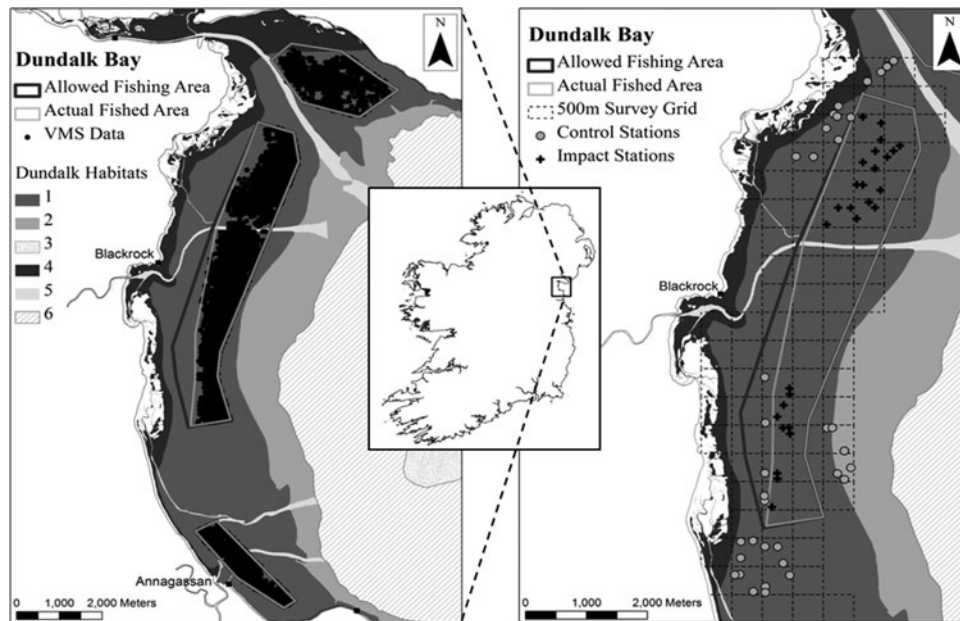 Dundalk Bay
Allowed Fishing Area
Actual Fished Area
VMS Data
Dundalk Habitats
1
2
3
4
5
6
N
Blackrock
Annagassan
0 1,000 2,000 Meters
Dundalk Bay
Allowed Fishing Area
Actual Fished Area
500m Survey Grid
Control Stations
Impact Stations
N
Blackrock
0 1,000 2,000 Meters